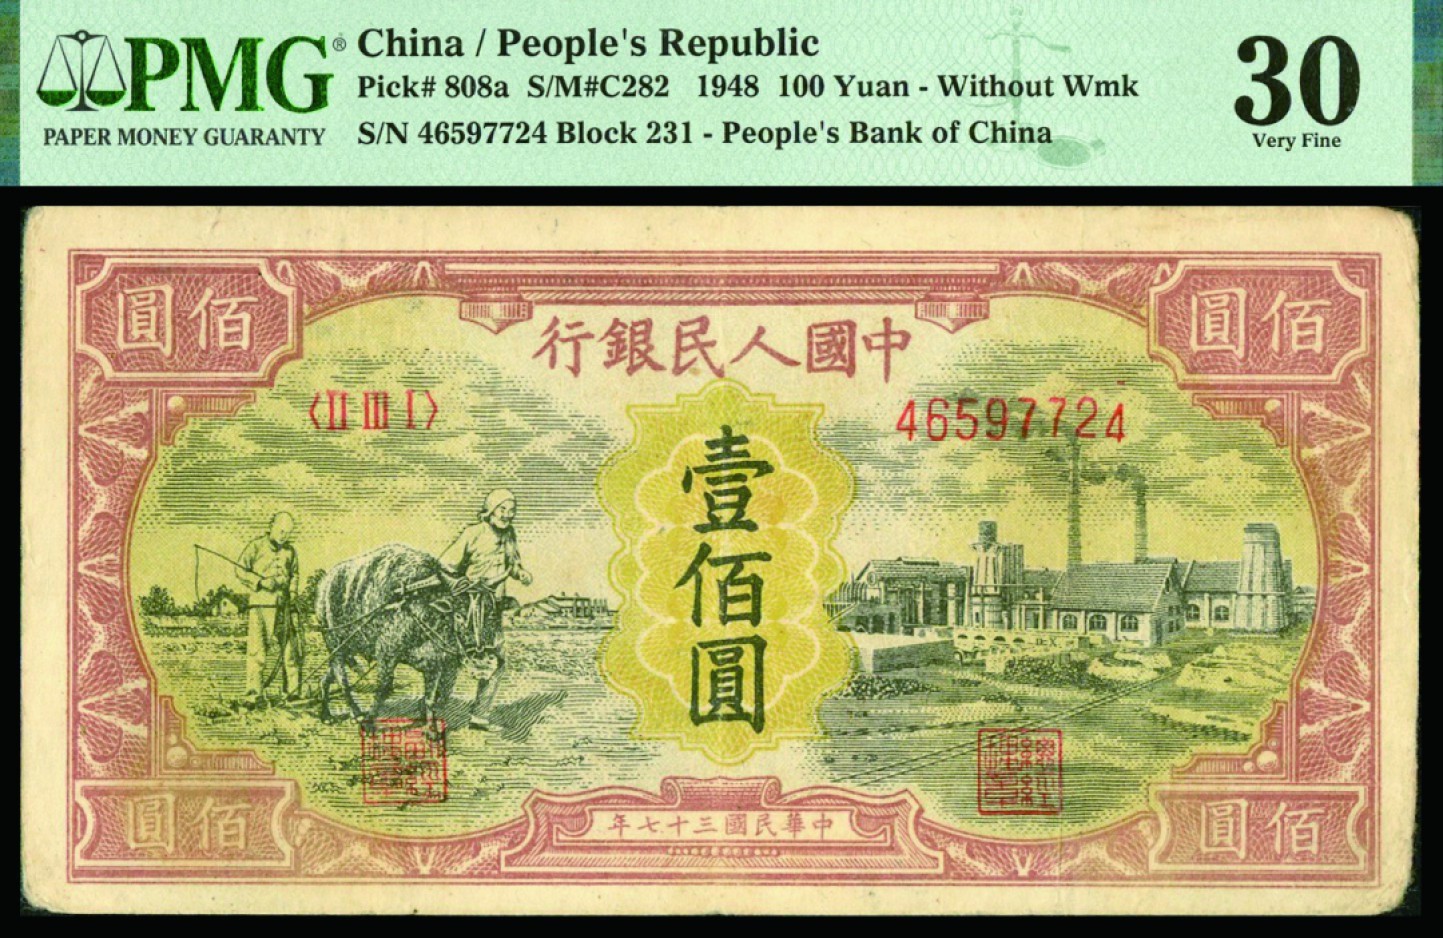 PMG® China / People's Republic
Pick# 808a S/M#C282 1948 100 Yuan - Without Wmk
S/N 46597724 Block 231 - People's Bank of China
PAPER MONEY GUARANTY
30
Very Fine
圓佰
圓佰
行銀民人國中
〈II III I〉
46597724
壹佰圓
年七十三國民華中
圓佰
圓佰